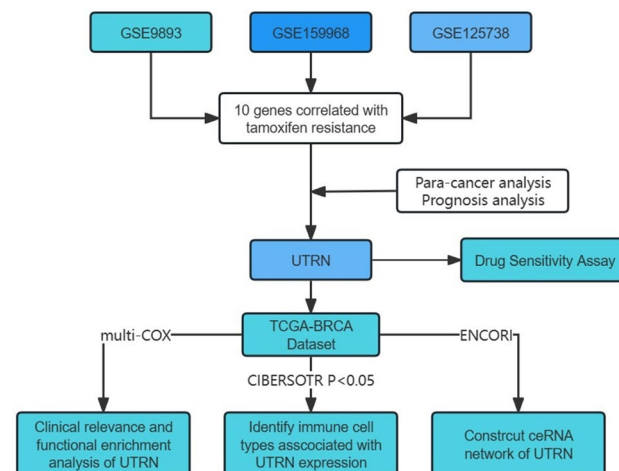 GSE9893
GSE159968
GSE125738
10 genes correlated with
tamoxifen resistance
Para-cancer analysis
Prognosis analysis
UTRN
Drug Sensitivity Assay
TCGA-BRCA
Dataset
multi-COX
ENCORI
CIBERSOTR P<0.05
Clinical relevance and
functional enrichment
analysis of UTRN
Identify immune cell
types asscociated with
UTRN expression
Constrcut ceRNA
network of UTRN